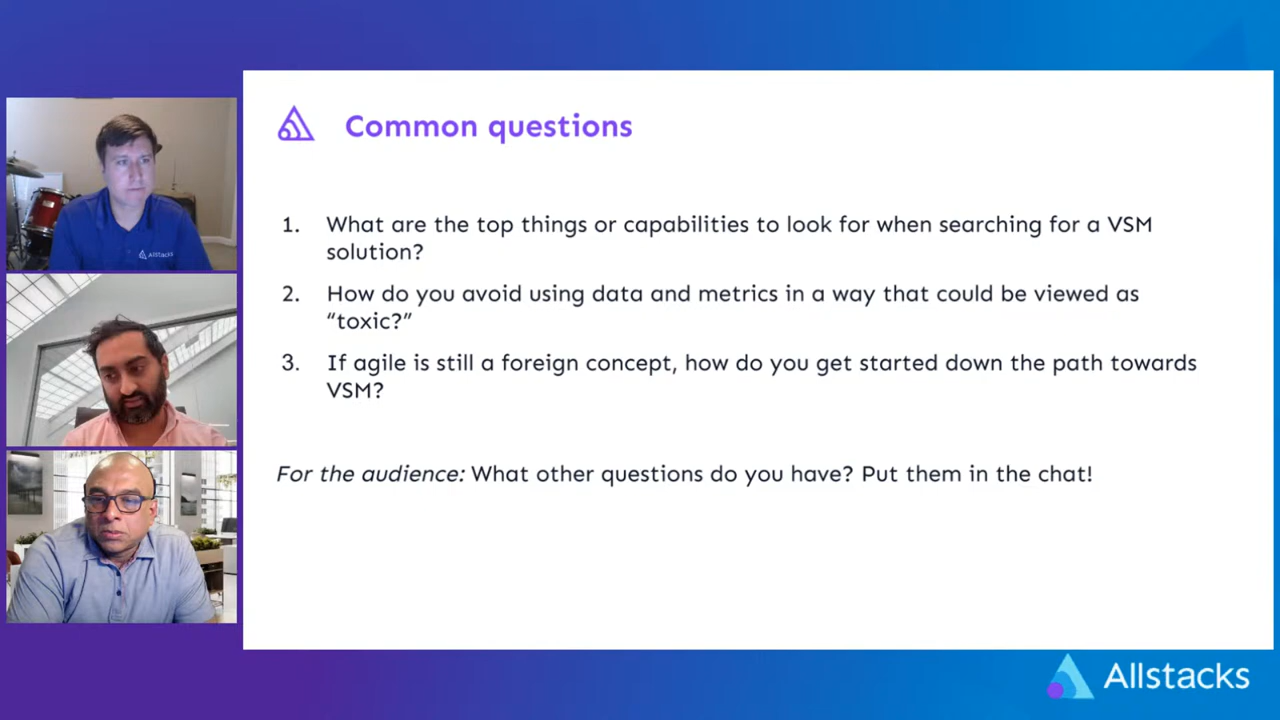 Common questions
1. What are the top things or capabilities to look for when searching for a VSM
solution?
2. How do you avoid using data and metrics in a way that could be viewed as
“toxic?”
3. If agile is still a foreign concept, how do you get started down the path towards
VSM?
For the audience: What other questions do you have? Put them in the chat!
Allstacks
Allstacks